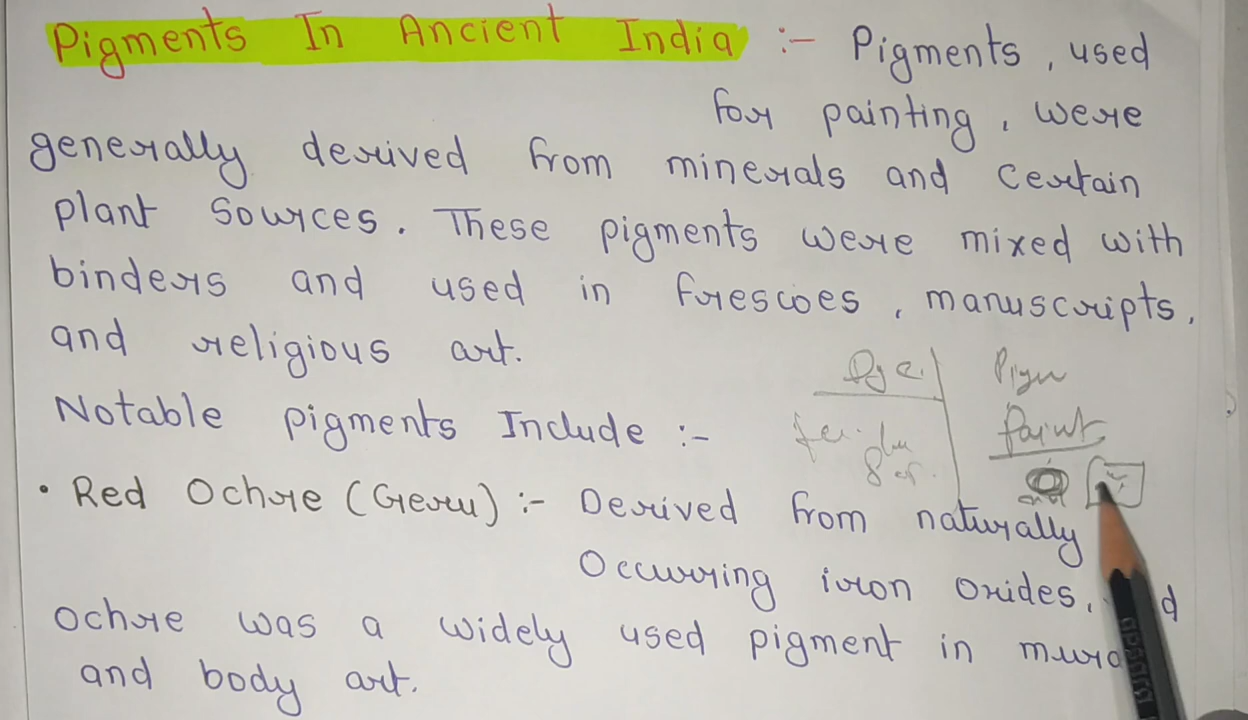 Pigments In Ancient India :- Pigments, used
for painting, were
generally derived from minerals and certain
plant sources. These pigments were mixed with
binders and used in frescoes, manuscripts,
and religious art.
Notable pigments Include :-
Paint
• Red Ochre (Geru) :- Derived from naturally
Occurring iron oxides.
ochre was a widely used pigment in
and body art.